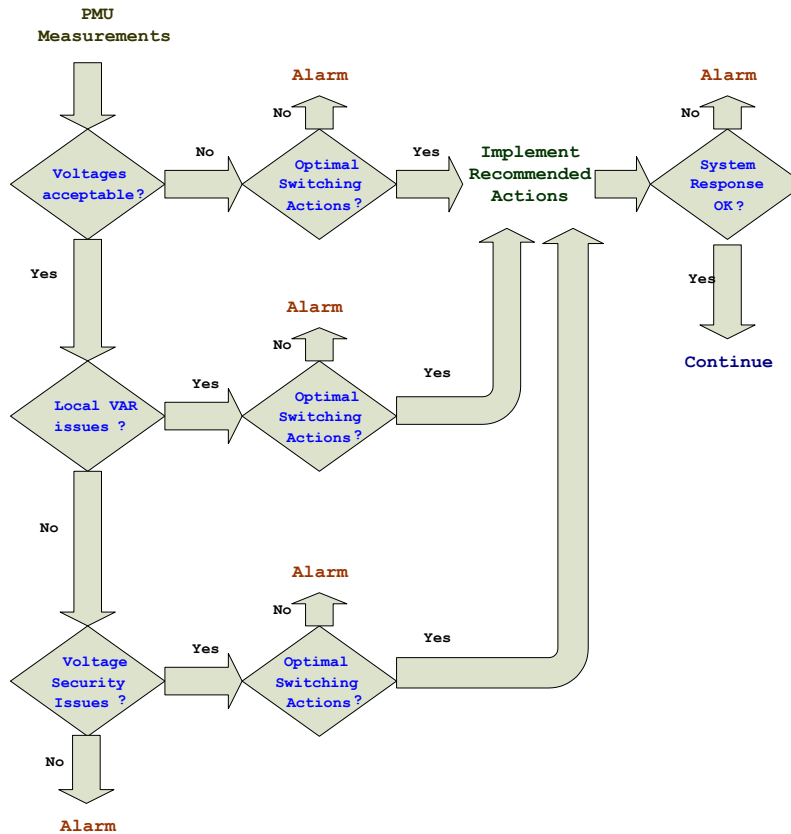 PMU
Measurements
Alarm
Alarm
No
No
Voltages
acceptable?
No
Optimal
Switching
Actions?
Yes
Implement
Recommended
Actions
System
Response
OK?
Yes
Yes
Alarm
Continue
No
Local VAR
issues ?
Yes
Optimal
Switching
Actions?
Yes
No
Alarm
No
Voltage
Security
Issues ?
Yes
Optimal
Switching
Actions?
Yes
No
Alarm